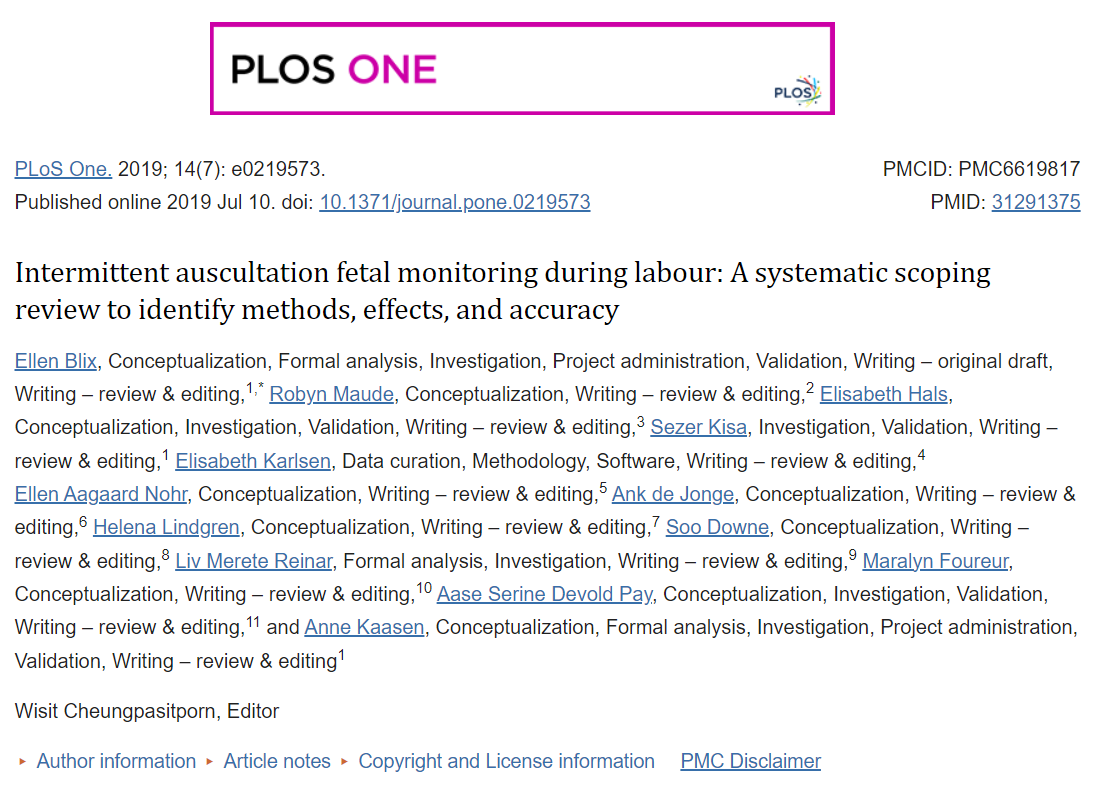 PLOS ONE
PLOS
PLoS One. 2019; 14(7): e0219573.
PMCID: PMC6619817
Published online 2019 Jul 10. doi: 10.1371/journal.pone.0219573
PMID: 31291375
Intermittent auscultation fetal monitoring during labour: A systematic scoping
review to identify methods, effects, and accuracy
Ellen Blix, Conceptualization, Formal analysis, Investigation, Project administration, Validation, Writing – original draft,
Writing – review & editing,1,* Robyn Maude, Conceptualization, Writing – review & editing,2 Elisabeth Hals,
Conceptualization, Investigation, Validation, Writing – review & editing,3 Sezer Kisa, Investigation, Validation, Writing –
review & editing,1 Elisabeth Karlsen, Data curation, Methodology, Software, Writing – review & editing,4
Ellen Aagaard Nohr, Conceptualization, Writing – review & editing,5 Ank de Jonge, Conceptualization, Writing – review &
editing,6 Helena Lindgren, Conceptualization, Writing – review & editing,7 Soo Downe, Conceptualization, Writing –
review & editing,8 Liv Merete Reinar, Formal analysis, Investigation, Writing – review & editing,9 Maralyn Foureur,
Conceptualization, Writing – review & editing,10 Aase Serine Devold Pay, Conceptualization, Investigation, Validation,
Writing – review & editing,11 and Anne Kaasen, Conceptualization, Formal analysis, Investigation, Project administration,
Validation, Writing – review & editing1
Wisit Cheungpasitporn, Editor
▸ Author information ▸ Article notes ▸ Copyright and License information PMC Disclaimer